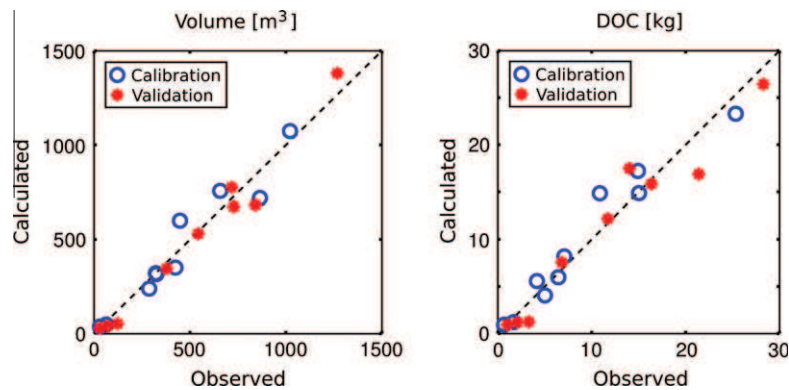 Volume [m³]
1500
1000
500
0
Calculated
Calibration
Validation
0 500 1000 1500
Observed
DOC [kg]
30
20
10
0
Calculated
Calibration
Validation
0 10 20 30
Observed